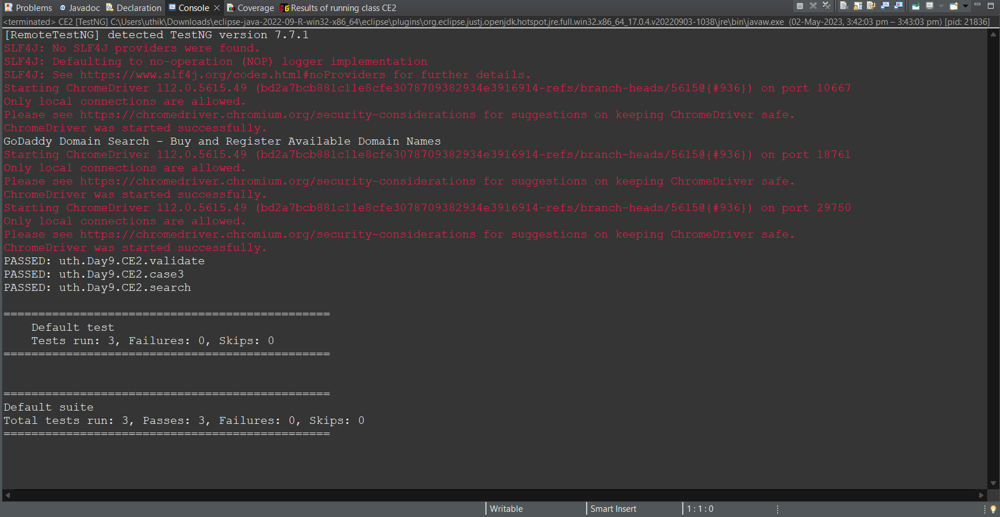 Problems Javadoc Declaration Console Coverage Results of running class CE2
<terminated> CE2 [TestNG] C:\Users\uthik\Downloads\eclipse-java-2022-09-R-win32-x86_64\eclipse\plugins\org.eclipse.justj.openjdk.hotspot.jre.full.win32.x86_64_17.0.4.v20220903-1038\jre\bin\javaw.exe (02-May-2023, 3:42:03 pm – 3:43:03 pm) [pid: 21836]
[RemoteTestNG] detected TestNG version 7.7.1
SLF4J: No SLF4J providers were found.
SLF4J: Defaulting to no-operation (NOP) logger implementation
SLF4J: See https://www.slf4j.org/codes.html#noProviders for further details.
Starting ChromeDriver 112.0.5615.49 (bd2a7bcb881c11e8cfe3078709382934e3916914-refs/branch-heads/5615@{#936}) on port 10667
Only local connections are allowed.
Please see https://chromedriver.chromium.org/security-considerations for suggestions on keeping ChromeDriver safe.
ChromeDriver was started successfully.
GoDaddy Domain Search - Buy and Register Available Domain Names
Starting ChromeDriver 112.0.5615.49 (bd2a7bcb881c11e8cfe3078709382934e3916914-refs/branch-heads/5615@{#936}) on port 18761
Only local connections are allowed.
Please see https://chromedriver.chromium.org/security-considerations for suggestions on keeping ChromeDriver safe.
ChromeDriver was started successfully.
Starting ChromeDriver 112.0.5615.49 (bd2a7bcb881c11e8cfe3078709382934e3916914-refs/branch-heads/5615@{#936}) on port 29750
Only local connections are allowed.
Please see https://chromedriver.chromium.org/security-considerations for suggestions on keeping ChromeDriver safe.
ChromeDriver was started successfully.
PASSED: uth.Day9.CE2.validate
PASSED: uth.Day9.CE2.case3
PASSED: uth.Day9.CE2.search
===============================================
Default test
Tests run: 3, Failures: 0, Skips: 0
===============================================
===============================================
Default suite
Total tests run: 3, Passes: 3, Failures: 0, Skips: 0
===============================================
Writable Smart Insert 1 : 1 : 0